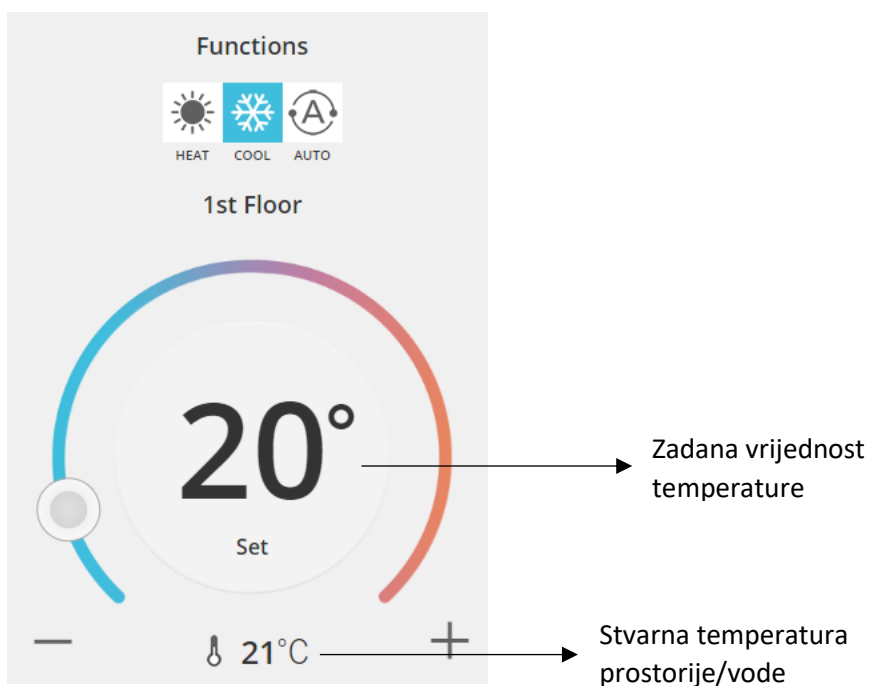 Functions
A
HEAT COOL AUTO
1st Floor
20°
Zadana vrijednost
temperature
Set
21°C
Stvarna temperatura
prostorije/vode